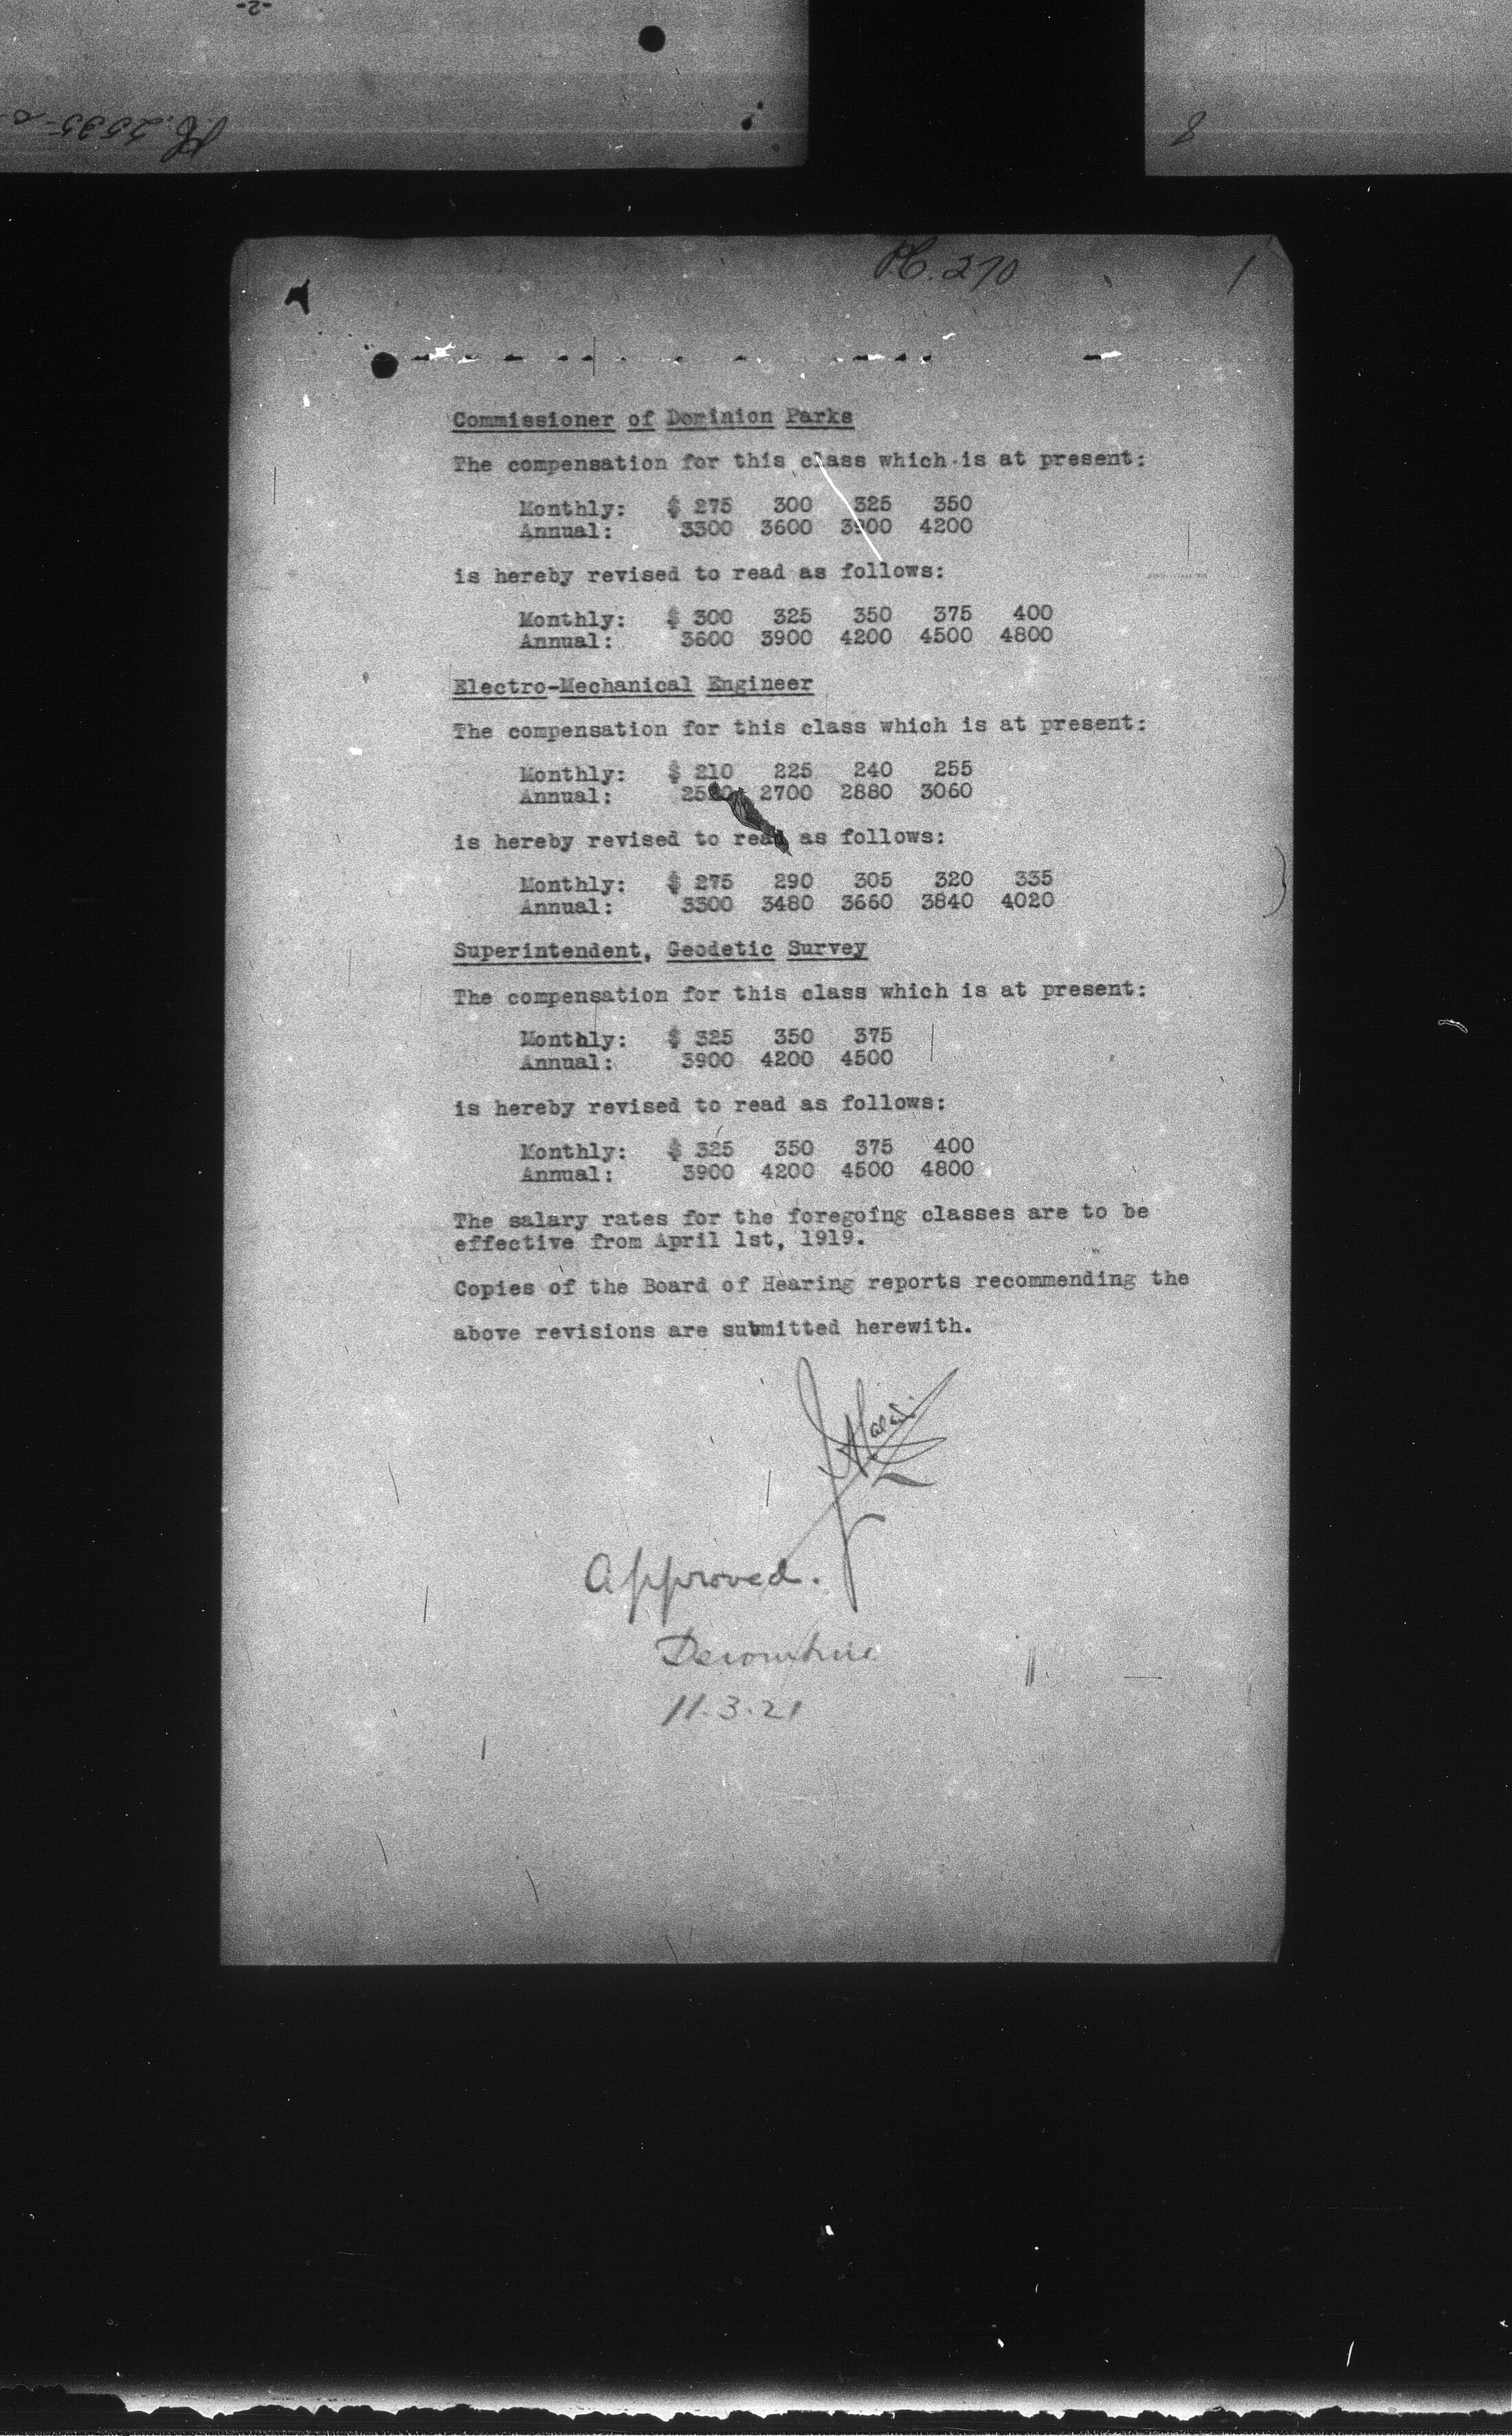 -2-
PC. 2535-
8
PC. 270
Commissioner of Dominion Parks
The compensation for this class which is at present:
Monthly: $ 275 300 325 350
Annual: 3300 3600 3900 4200
is hereby revised to read as follows:
Monthly: $ 300 325 350 375 400
Annual: 3600 3900 4200 4500 4800
Electro-Mechanical Engineer
The compensation for this class which is at present:
Monthly: $ 210 225 240 255
Annual: 2520 2700 2880 3060
is hereby revised to read as follows:
Monthly: $ 275 290 305 320 335
Annual: 3300 3480 3660 3840 4020
Superintendent, Geodetic Survey
The compensation for this class which is at present:
Monthly: $ 325 350 375
Annual: 3900 4200 4500
is hereby revised to read as follows:
Monthly: $ 325 350 375 400
Annual: 3900 4200 4500 4800
The salary rates for the foregoing classes are to be
effective from April 1st, 1919.
Copies of the Board of Hearing reports recommending the
above revisions are submitted herewith.
Approved.
Devonshire
11.3.21